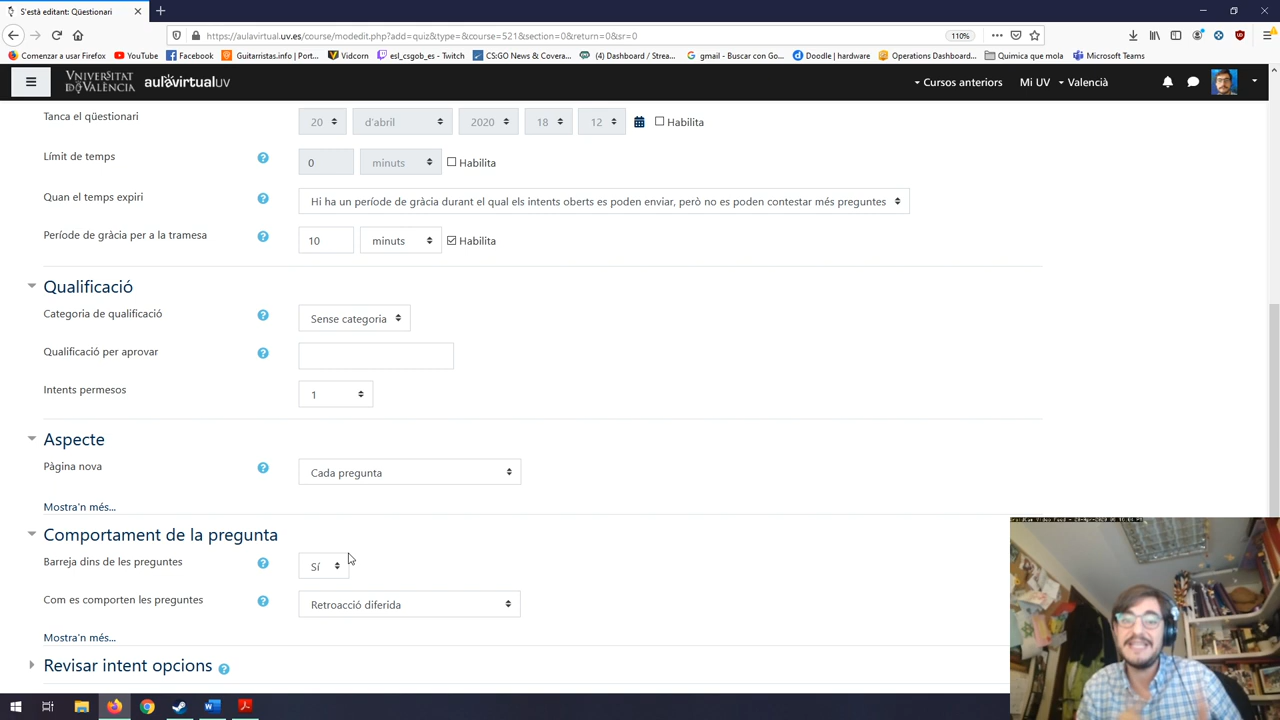 S'està editant: Qüestionari
https://aulavirtual.uv.es/course/modedit.php?add=quiz&type=&course=521&section=0&return=0&sr=0
110%
Comenzar a usar Firefox YouTube Facebook Guitarristas.info | Port... Vidcorn esl_csgob_es - Twitch CS:GO News & Covera... (4) Dashboard / Strea... gmail - Buscar con Go... Doodle | hardware Operations Dashboard... Quimica que mola Microsoft Teams
VNIVERSITAT
D VALÈNCIA
aulavirtualUV
Cursos anteriors Mi UV Valencià
Tanca el qüestionari 20 d'abril 2020 18 12 Habilita
Límit de temps 0 minuts Habilita
Quan el temps expiri Hi ha un període de gràcia durant el qual els intents oberts es poden enviar, però no es poden contestar més preguntes
Període de gràcia per a la tramesa 10 minuts Habilita
Qualificació
Categoria de qualificació Sense categoria
Qualificació per aprovar
Intents permesos 1
Aspecte
Pàgina nova Cada pregunta
Mostra'n més...
Comportament de la pregunta
Barreja dins de les preguntes Sí
Com es comporten les preguntes Retroacció diferida
Mostra'n més...
Revisar intent opcions